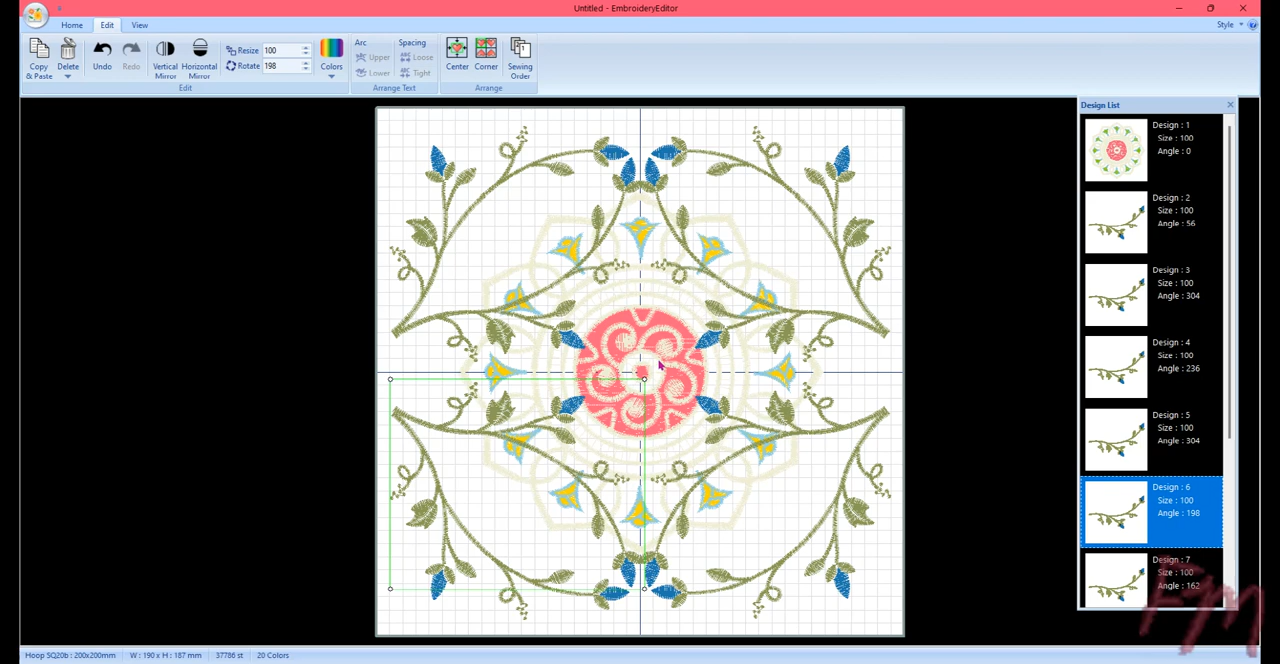 Untitled - EmbroideryEditor
Home Edit View Style
Copy & Paste
Delete
Undo
Redo
Vertical Mirror
Horizontal Mirror
Resize 100
Rotate 198
Colors
Arc
Upper
Lower
Spacing
Loose
Tight
Center
Corner
Sewing Order
Edit Arrange Text Arrange
Design List
Design : 1
Size : 100
Angle : 0
Design : 2
Size : 100
Angle : 56
Design : 3
Size : 100
Angle : 304
Design : 4
Size : 100
Angle : 236
Design : 5
Size : 100
Angle : 304
Design : 6
Size : 100
Angle : 198
Design : 7
Size : 100
Angle : 162
FM
Hoop SQ20b : 200x200mm W : 190 x H : 187 mm 37786 st 20 Colors